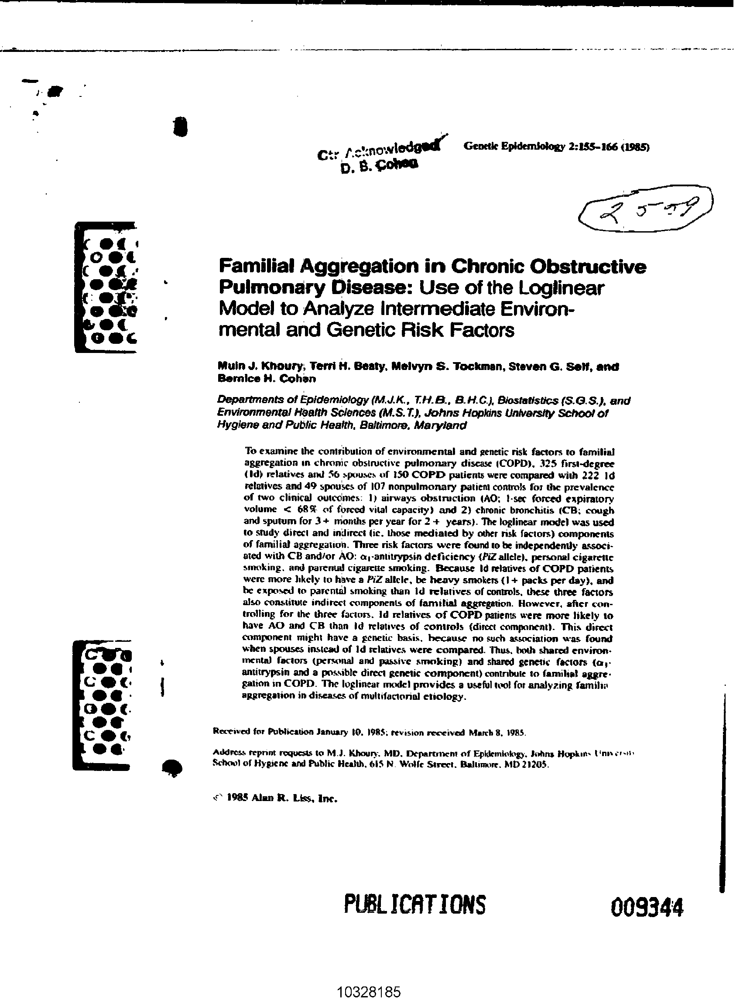 Ctr Acknowledged
D. B. Cohen
Genetic Epidemiology 2:155-166 (1985)
2559
Familial Aggregation in Chronic Obstructive
Pulmonary Disease: Use of the Loglinear
Model to Analyze Intermediate Environ-
mental and Genetic Risk Factors
Muin J. Khoury, Terri H. Beaty, Melvyn S. Tockman, Steven G. Self, and
Bernice H. Cohen
Departments of Epidemiology (M.J.K., T.H.B., B.H.C.), Biostatistics (S.G.S.), and
Environmental Health Sciences (M.S.T.), Johns Hopkins University School of
Hygiene and Public Health, Baltimore, Maryland
To examine the contribution of environmental and genetic risk factors to familial
aggregation in chronic obstructive pulmonary disease (COPD), 325 first-degree
(1d) relatives and 56 spouses of 150 COPD patients were compared with 222 1d
relatives and 49 spouses of 107 nonpulmonary patient controls for the prevalence
of two clinical outcomes: 1) airways obstruction (AO; 1-sec forced expiratory
volume < 68% of forced vital capacity) and 2) chronic bronchitis (CB; cough
and sputum for 3+ months per year for 2+ years). The loglinear model was used
to study direct and indirect (ie, those mediated by other risk factors) components
of familial aggregation. Three risk factors were found to be independently associ-
ated with CB and/or AO: α₁-antitrypsin deficiency (PiZ allele), personal cigarette
smoking, and parental cigarette smoking. Because 1d relatives of COPD patients
were more likely to have a PiZ allele, be heavy smokers (1+ packs per day), and
be exposed to parental smoking than 1d relatives of controls, these three factors
also constitute indirect components of familial aggregation. However, after con-
trolling for the three factors, 1d relatives of COPD patients were more likely to
have AO and CB than 1d relatives of controls (direct component). This direct
component might have a genetic basis, because no such association was found
when spouses instead of 1d relatives were compared. Thus, both shared environ-
mental factors (personal and passive smoking) and shared genetic factors (α₁-
antitrypsin and a possible direct genetic component) contribute to familial aggre-
gation in COPD. The loglinear model provides a useful tool for analyzing familial
aggregation in diseases of multifactorial etiology.
Received for Publication January 10, 1985; revision received March 8, 1985.
Address reprint requests to M.J. Khoury, MD, Department of Epidemiology, Johns Hopkins University
School of Hygiene and Public Health, 615 N. Wolfe Street, Baltimore, MD 21205.
© 1985 Alan R. Liss, Inc.
PUBLICATIONS
009344
10328185